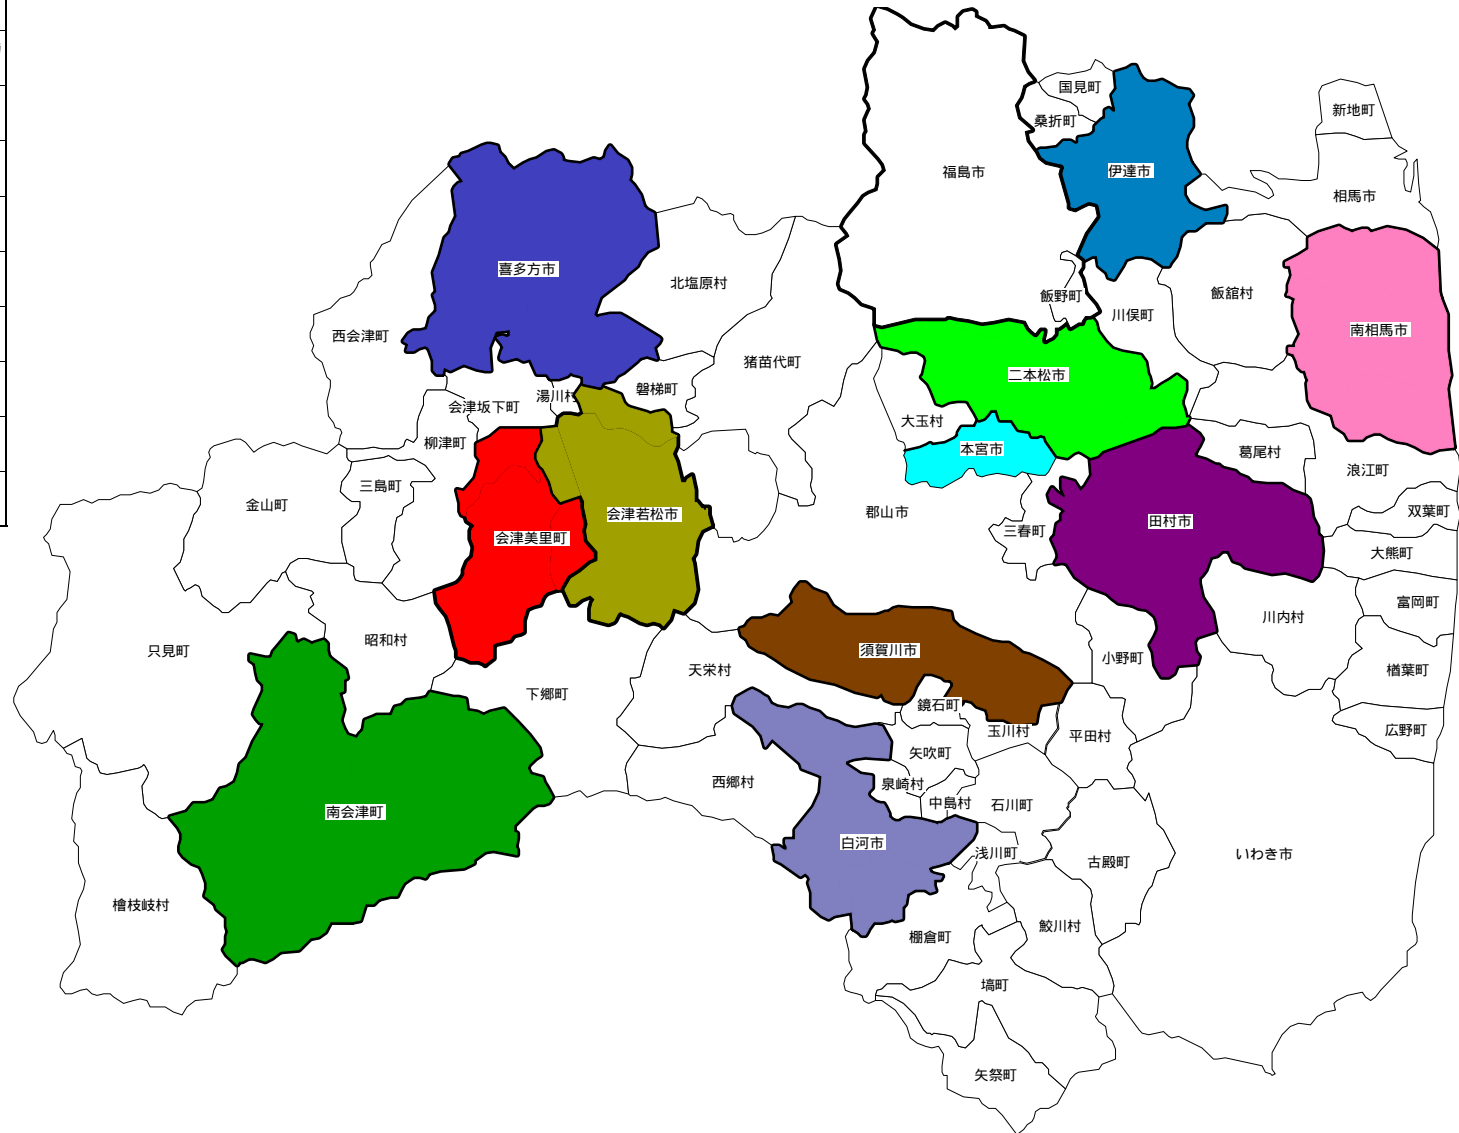 国見町
新地町
桑折町
福島市
伊達市
相馬市
喜多方市
北塩原村
飯野町
飯舘村
川俣町
南相馬市
西会津町
猪苗代町
二本松市
磐梯町
湯川村
会津坂下町
大玉村
柳津町
本宮市
葛尾村
浪江町
三島町
金山町
会津若松市
郡山市
双葉町
田村市
三春町
会津美里町
大熊町
富岡町
川内村
昭和村
只見町
須賀川市
小野町
天栄村
楢葉町
下郷町
鏡石町
玉川村
平田村
広野町
矢吹町
西郷村
泉崎村
中島村
石川町
南会津町
白河市
浅川町
古殿町
いわき市
檜枝岐村
棚倉町
鮫川村
塙町
矢祭町